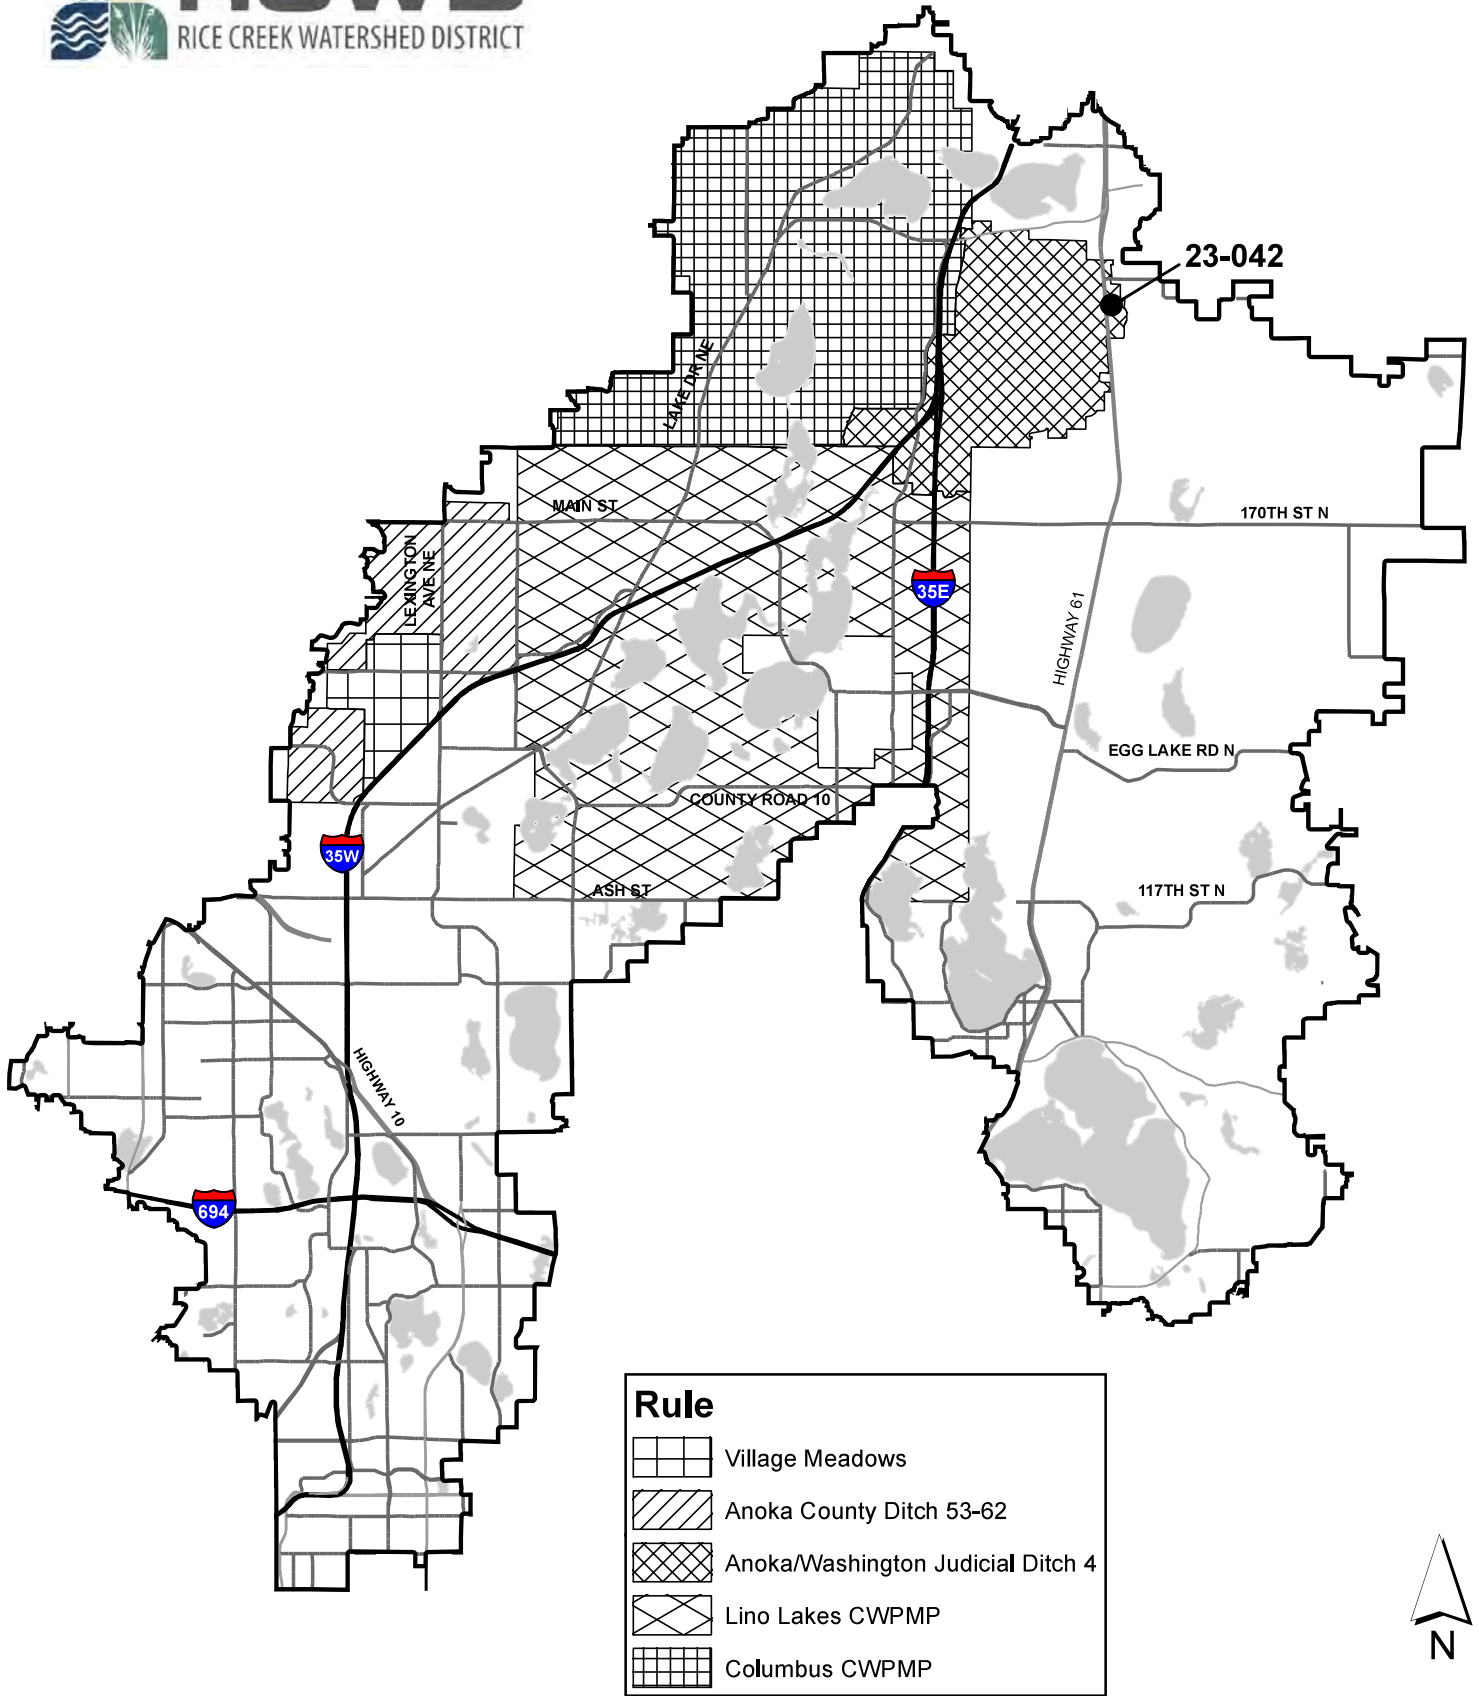 RICE CREEK WATERSHED DISTRICT
23-042
LAKE DR NE
MAIN ST
170TH ST N
LEXINGTON
AVE NE
35E
HIGHWAY 61
EGG LAKE RD N
COUNTY ROAD 10
35W
ASH ST
117TH ST N
HIGHWAY 10
694
Rule
Village Meadows
Anoka County Ditch 53-62
Anoka/Washington Judicial Ditch 4
Lino Lakes CWPMP
Columbus CWPMP
N